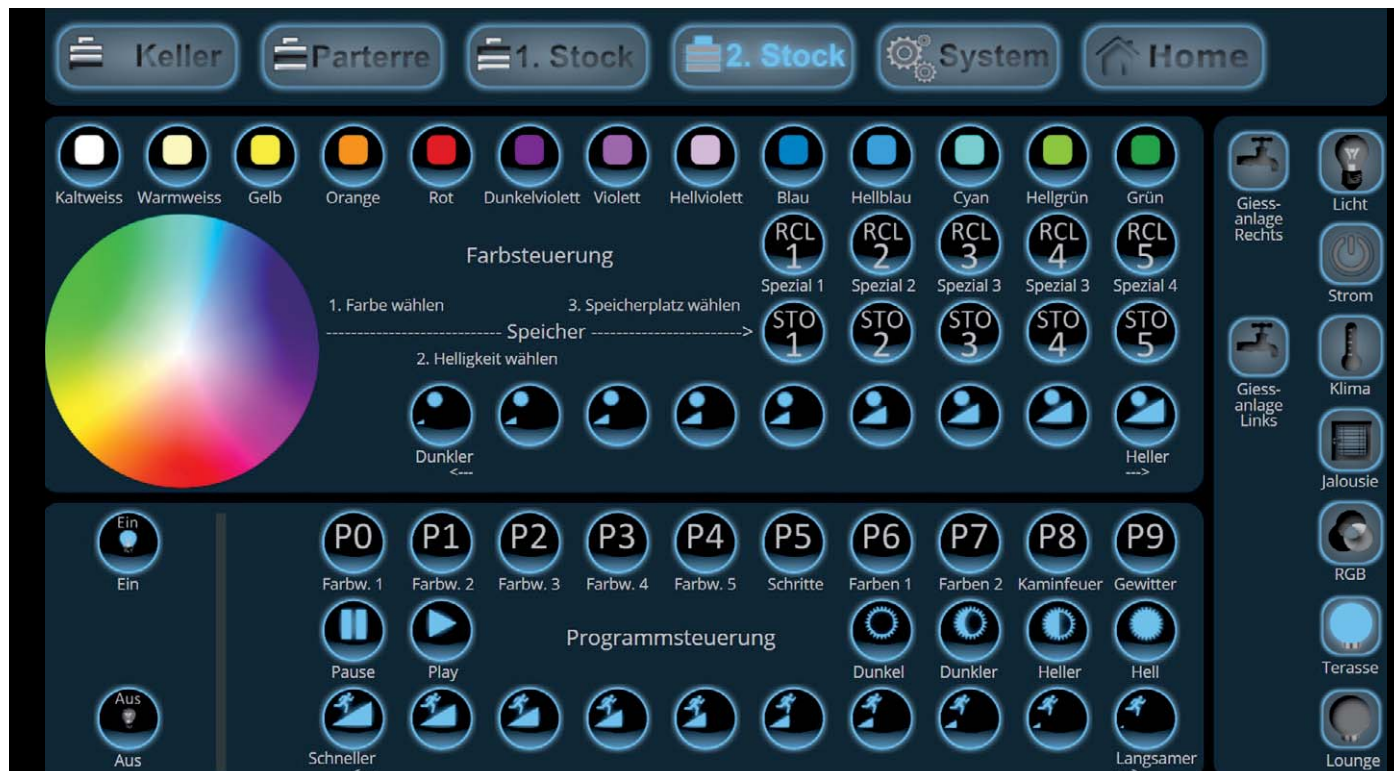 Keller Parterre 1. Stock 2. Stock System Home
Kaltweiss Warmweiss Gelb Orange Rot Dunkelviolett Violett Hellviolett Blau Hellblau Cyan Hellgrün Grün
RCL 1 RCL 2 RCL 3 RCL 4 RCL 5
Farbsteuerung
Spezial 1 Spezial 2 Spezial 3 Spezial 3 Spezial 4
1. Farbe wählen 3. Speicherplatz wählen
STO 1 STO 2 STO 3 STO 4 STO 5
--------------------------- Speicher ----------------------->
2. Helligkeit wählen
Dunkler Heller
<--- --->
Ein
Ein
P0 P1 P2 P3 P4 P5 P6 P7 P8 P9
Farbw. 1 Farbw. 2 Farbw. 3 Farbw. 4 Farbw. 5 Schritte Farben 1 Farben 2 Kaminfeuer Gewitter
Programmsteuerung
Pause Play Dunkel Dunkler Heller Hell
Aus
Aus
Schneller Langsamer
Giess-
anlage
Rechts
Giess-
anlage
Links
Licht
Strom
Klima
Jalousie
RGB
Terasse
Lounge